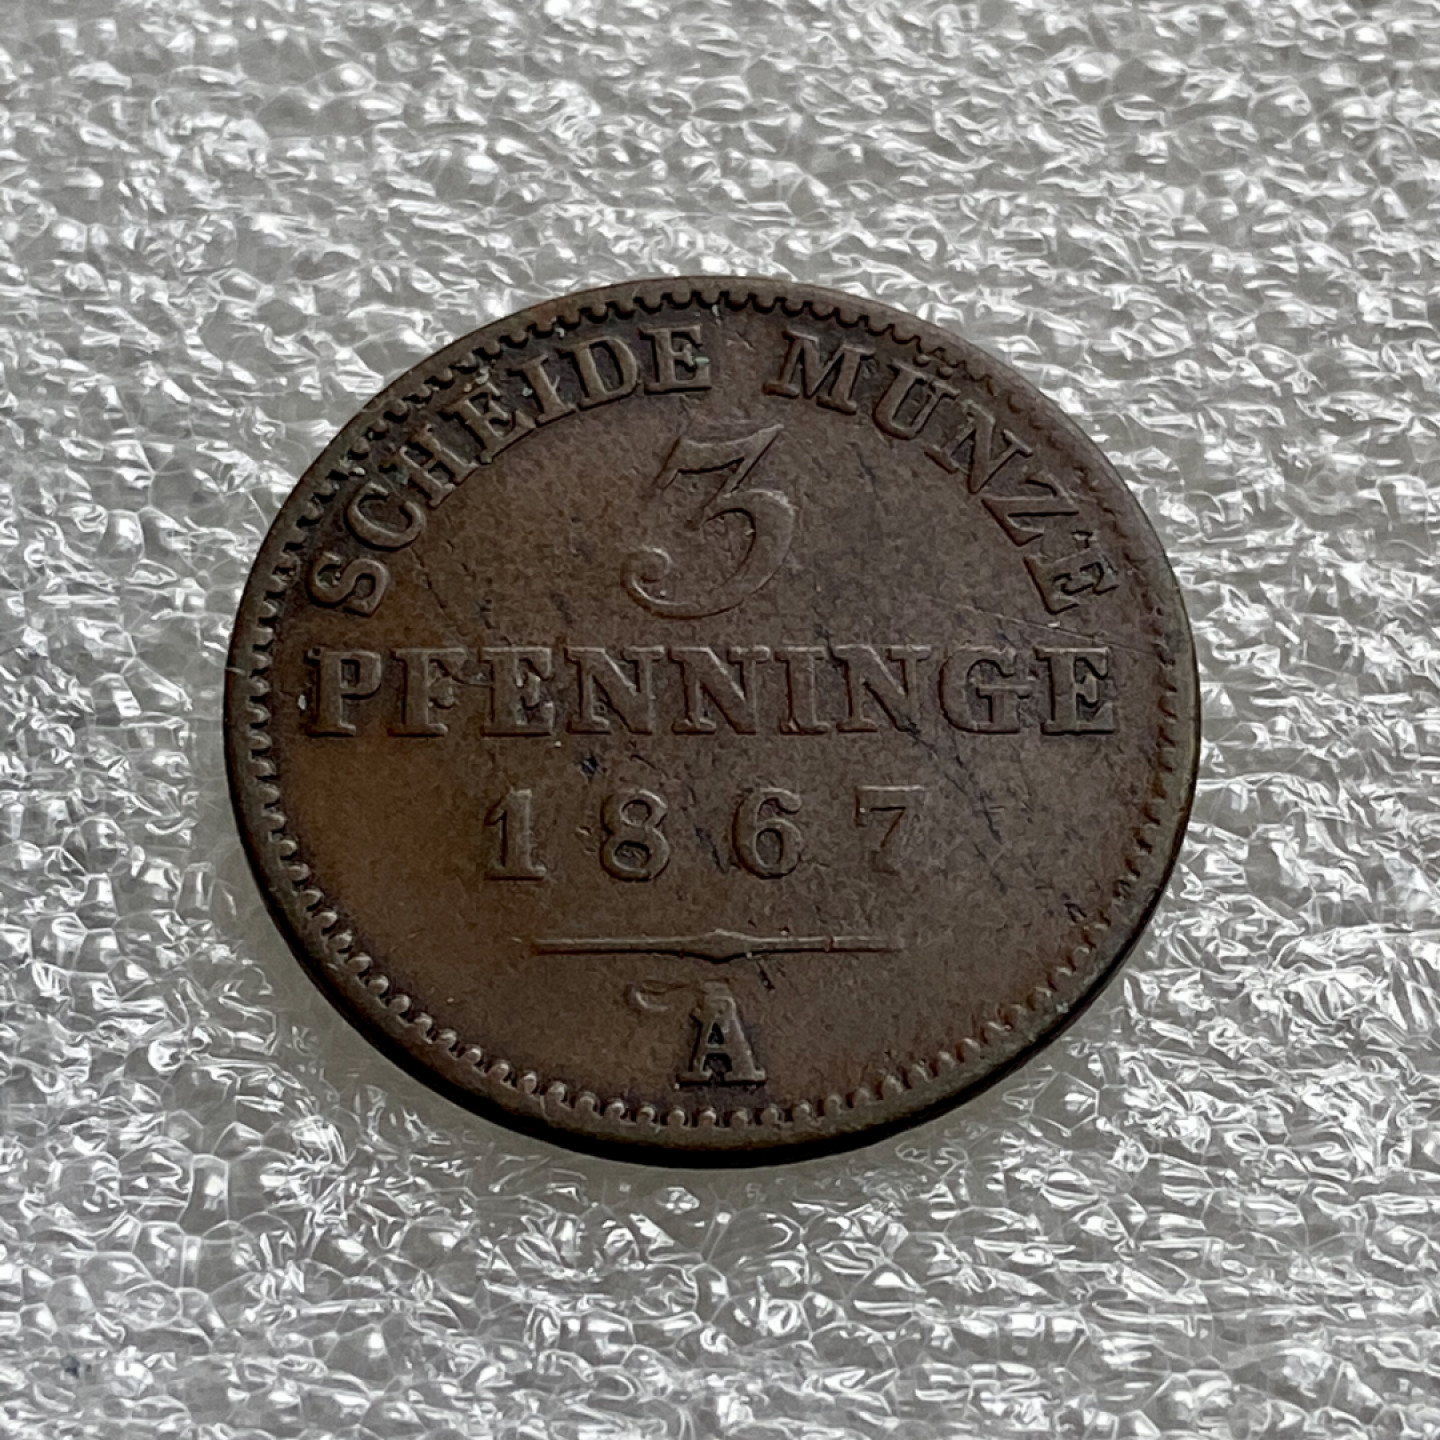 SCHEIDE MÜNZE
3
PFENNINGE
1867
A